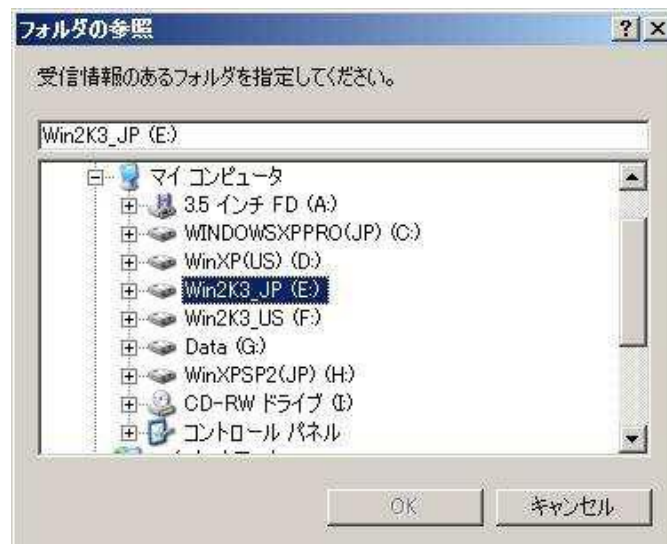 フォルダの参照
受信情報のあるフォルダを指定してください。
Win2K3_JP (E:)
マイ コンピュータ
3.5 インチ FD (A:)
WINDOWSXPPRO(JP) (C:)
WinXP(US) (D:)
Win2K3_JP (E:)
Win2K3_US (F:)
Data (G:)
WinXPSP2(JP) (H:)
CD-RW ドライブ (I:)
コントロール パネル
OK キャンセル